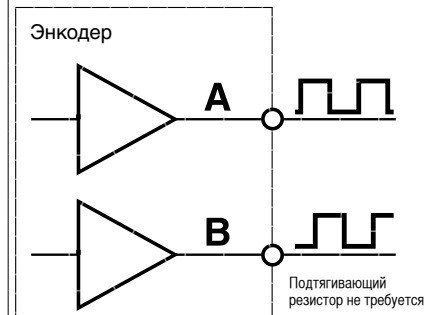 Энкодер
A
B
Подтягивающий
резистор не требуется